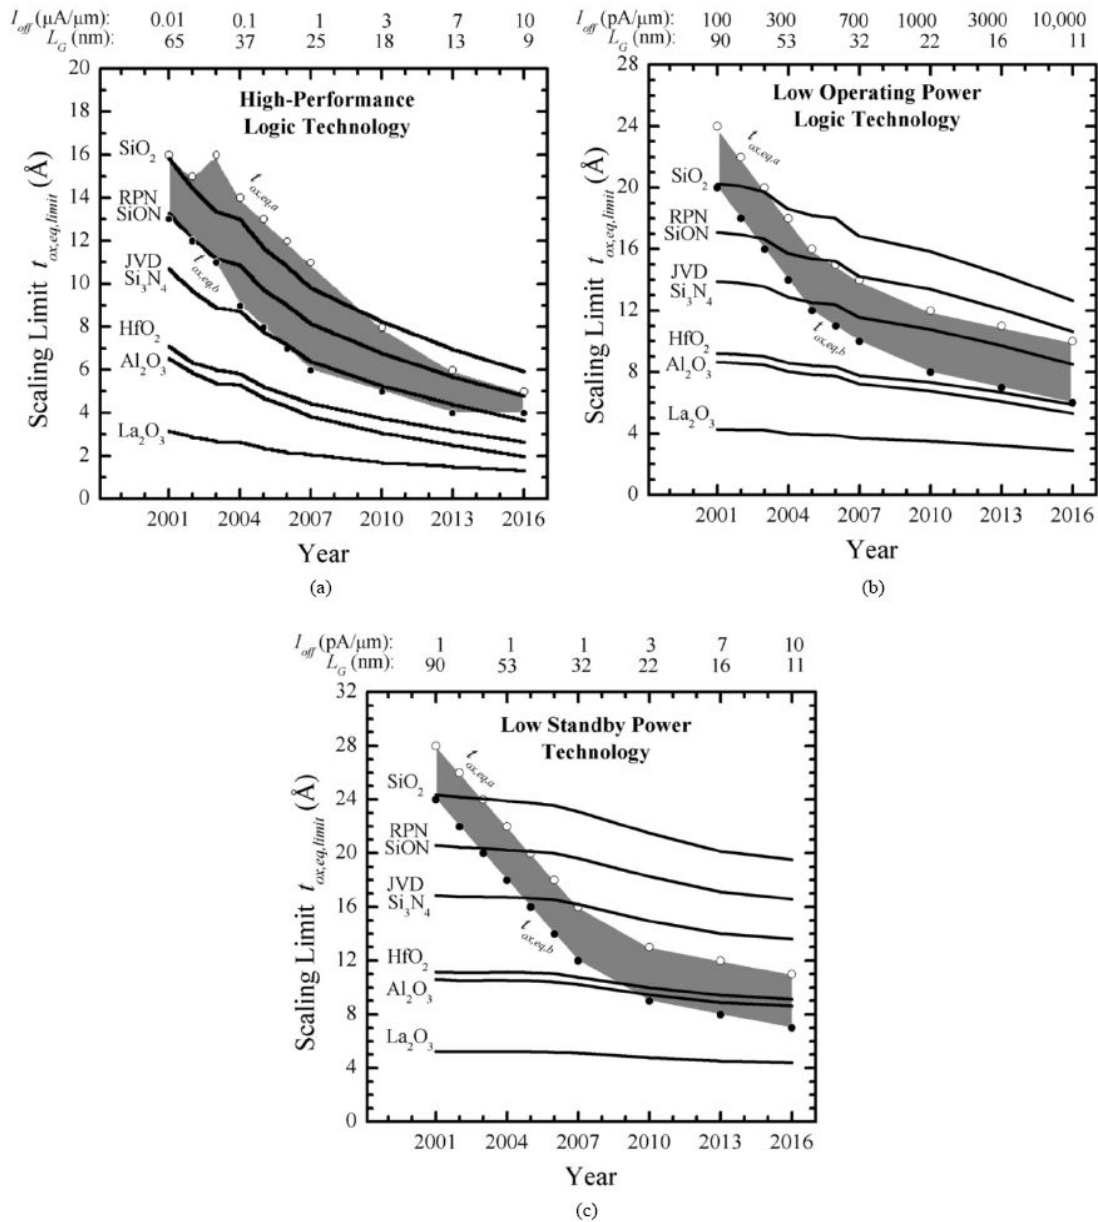 I_off (μA/μm): 0.01 0.1 1 3 7 10
L_G (nm): 65 37 25 18 13 9
High-Performance
Logic Technology
Scaling Limit t_ox,eq,limit (Å)
20
18
16
14
12
10
8
6
4
2
0
SiO₂
RPN
SiON
JVD
Si₃N₄
HfO₂
Al₂O₃
La₂O₃
t_ox,eq,a
t_ox,eq,b
2001 2004 2007 2010 2013 2016
Year
(a)
I_off (pA/μm): 100 300 700 1000 3000 10,000
L_G (nm): 90 53 32 22 16 11
Low Operating Power
Logic Technology
Scaling Limit t_ox,eq,limit (Å)
28
24
20
16
12
8
4
0
SiO₂
RPN
SiON
JVD
Si₃N₄
HfO₂
Al₂O₃
La₂O₃
t_ox,eq,a
t_ox,eq,b
2001 2004 2007 2010 2013 2016
Year
(b)
I_off (pA/μm): 1 1 1 3 7 10
L_G (nm): 90 53 32 22 16 11
Low Standby Power
Technology
Scaling Limit t_ox,eq,limit (Å)
32
28
24
20
16
12
8
4
0
SiO₂
RPN
SiON
JVD
Si₃N₄
HfO₂
Al₂O₃
La₂O₃
t_ox,eq,a
t_ox,eq,b
2001 2004 2007 2010 2013 2016
Year
(c)